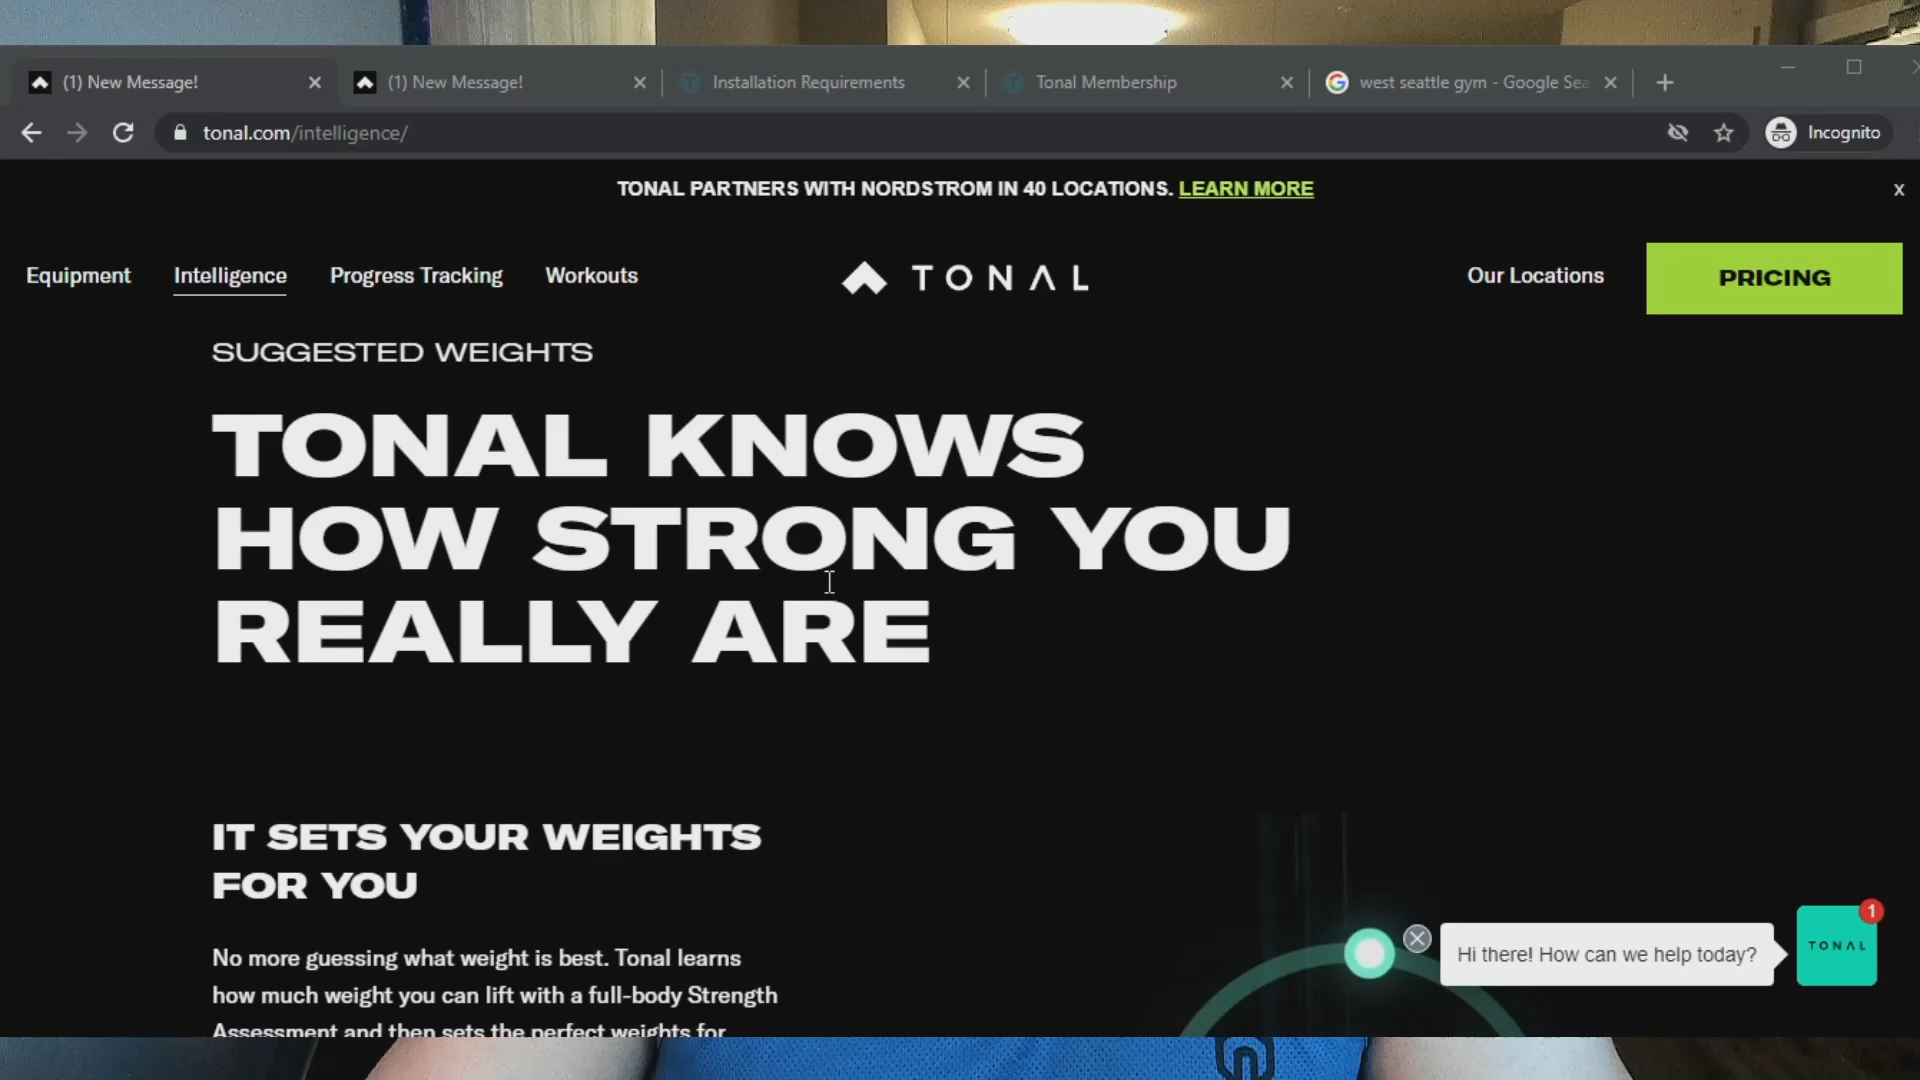 (1) New Message!
(1) New Message!
Installation Requirements
Tonal Membership
west seattle gym - Google Sea
tonal.com/intelligence/
Incognito
TONAL PARTNERS WITH NORDSTROM IN 40 LOCATIONS. LEARN MORE
x
Equipment
Intelligence
Progress Tracking
Workouts
TONAL
Our Locations
PRICING
SUGGESTED WEIGHTS
TONAL KNOWS
HOW STRONG YOU
REALLY ARE
IT SETS YOUR WEIGHTS
FOR YOU
No more guessing what weight is best. Tonal learns
how much weight you can lift with a full-body Strength
Assessment and then sets the perfect weights for
Hi there! How can we help today?
TONAL
1